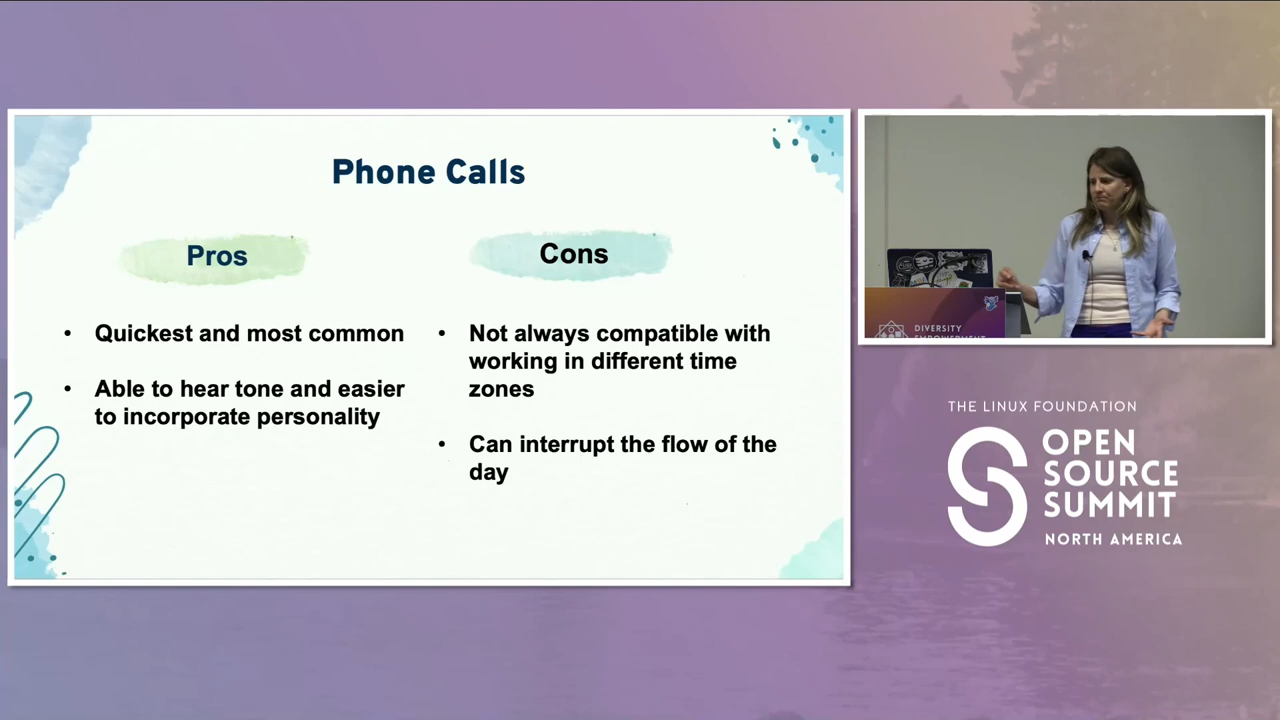 Phone Calls
Pros
Cons
• Quickest and most common
• Able to hear tone and easier
to incorporate personality
• Not always compatible with
working in different time
zones
• Can interrupt the flow of the
day
DIVERSITY
EMPOWERMENT
THE LINUX FOUNDATION
OPEN
SOURCE
SUMMIT
NORTH AMERICA